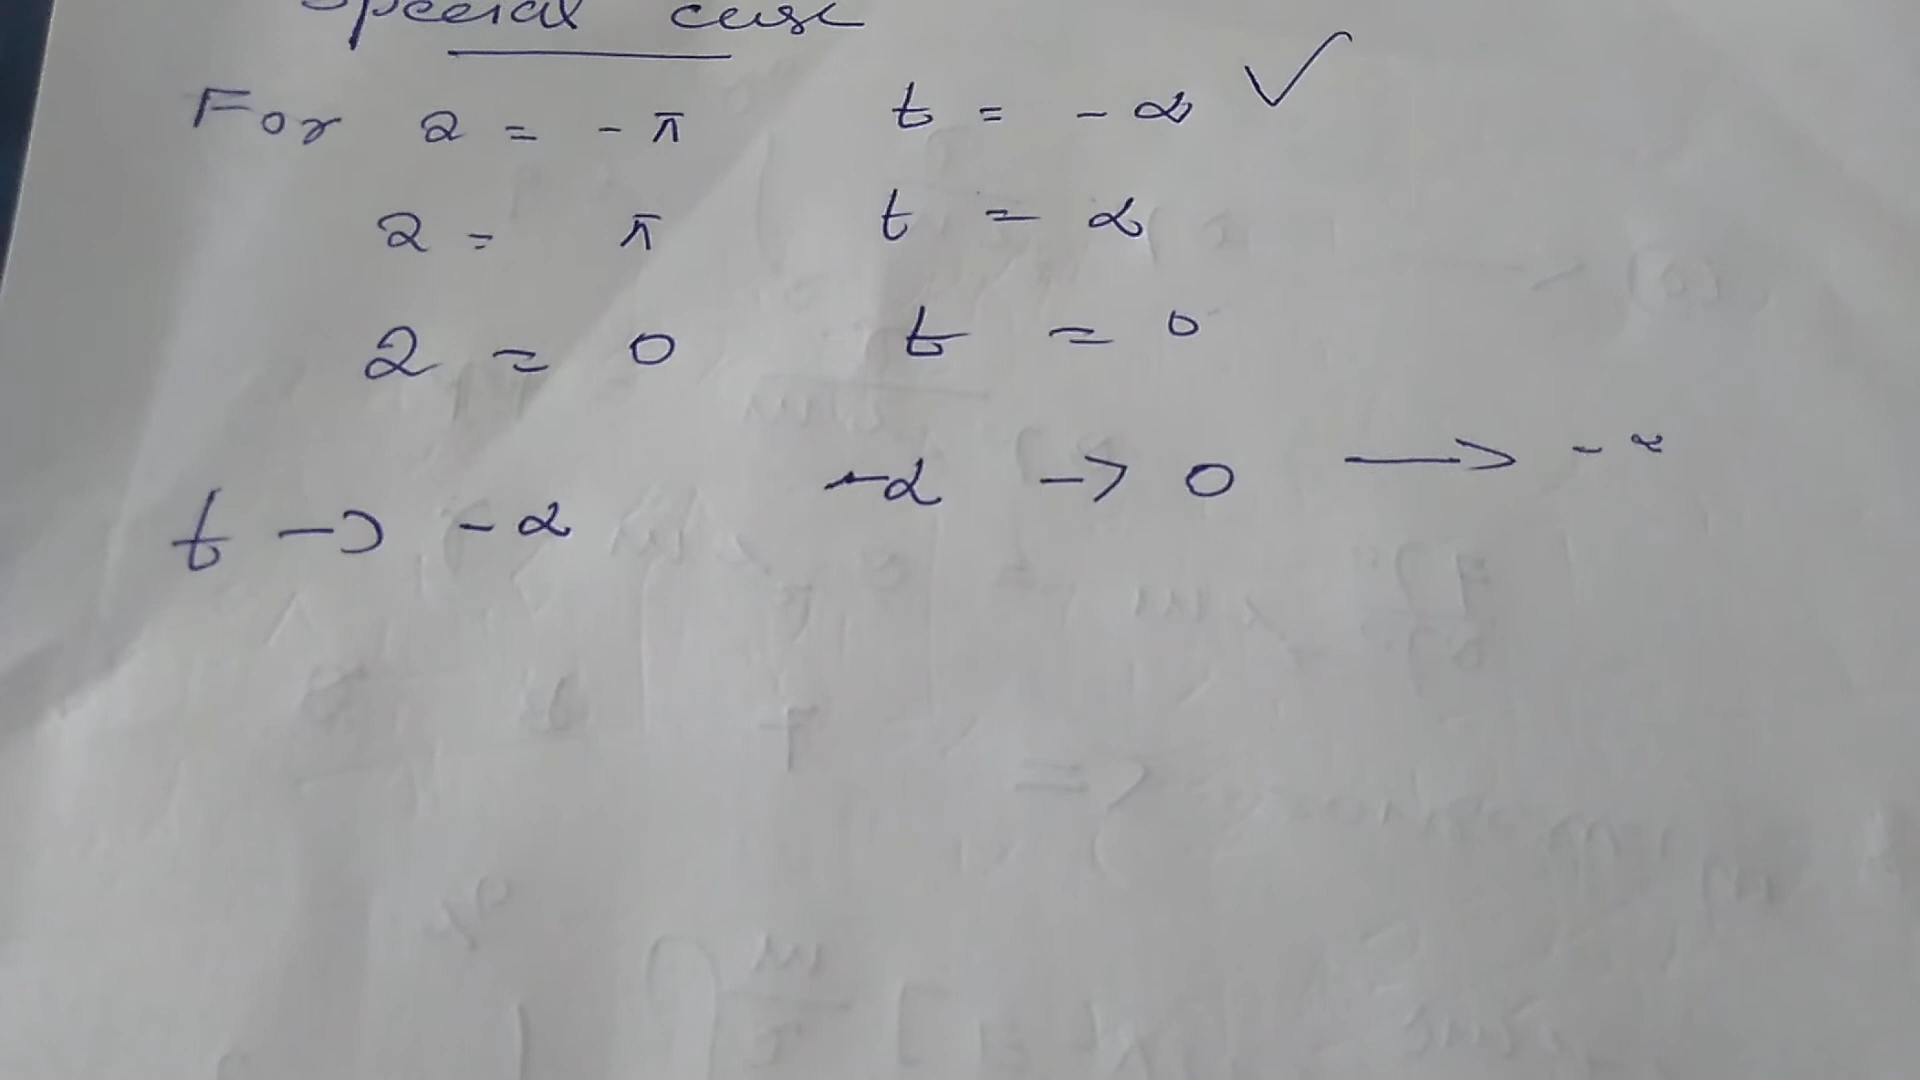 Special case
For 2 = - π t = - α ✓
2 = π t = α
2 = 0 t = 0
t → - α -α → 0 → - α